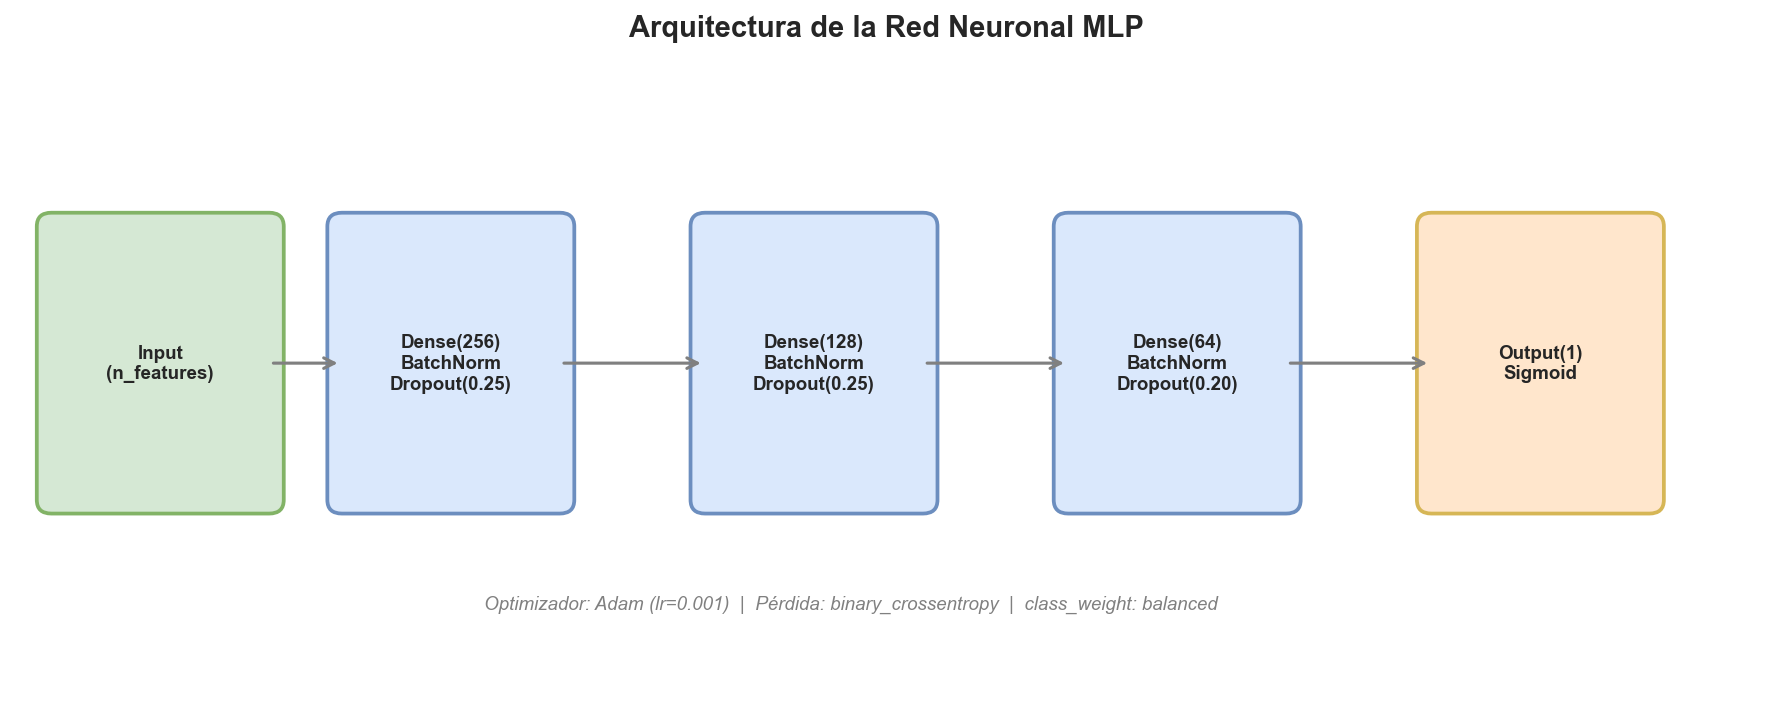 Arquitectura de la Red Neuronal MLP
Input
(n_features)
Dense(256)
BatchNorm
Dropout(0.25)
Dense(128)
BatchNorm
Dropout(0.25)
Dense(64)
BatchNorm
Dropout(0.20)
Output(1)
Sigmoid
Optimizador: Adam (lr=0.001) | Pérdida: binary_crossentropy | class_weight: balanced